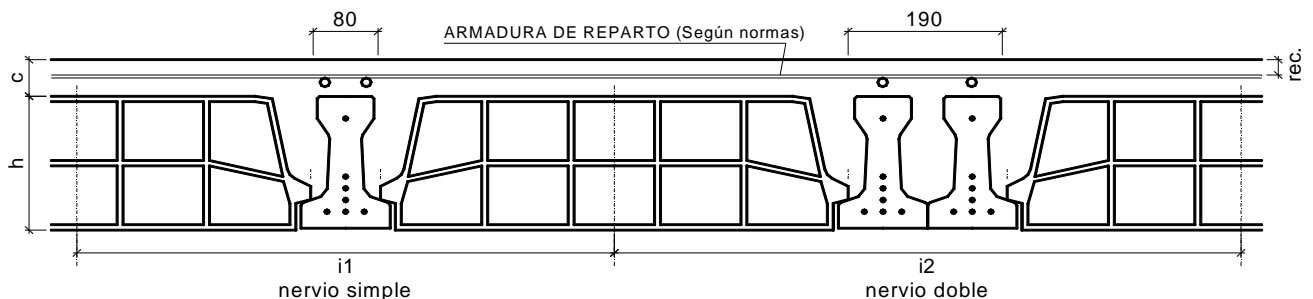 80
190
ARMADURA DE REPARTO (Según normas)
c
rec.
h
i1
i2
nervio simple
nervio doble